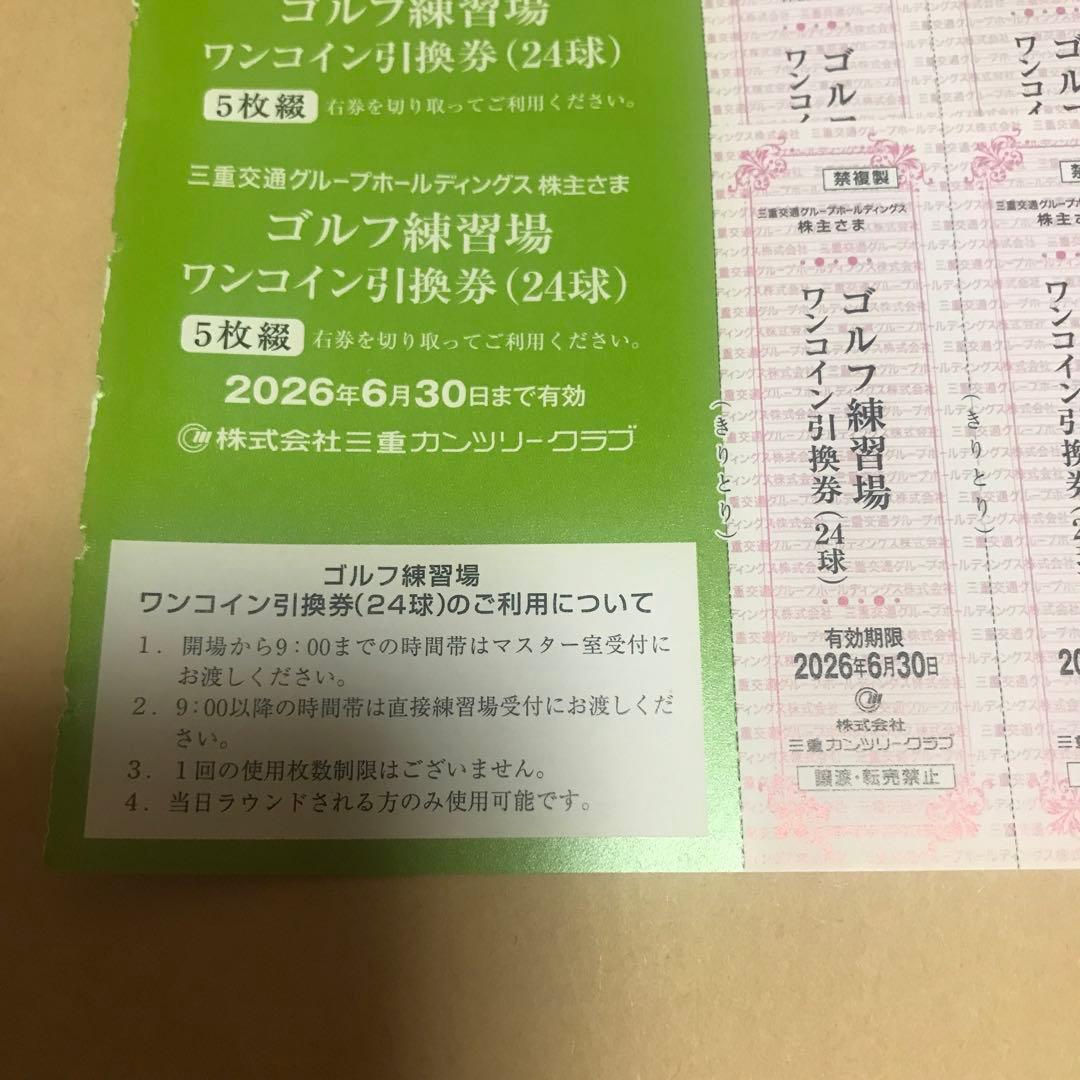 ゴルフ練習場
ワンコイン引換券(24球)
5枚綴 右券を切り取ってご利用ください。
三重交通グループホールディングス 株主さま
ゴルフ練習場
ワンコイン引換券(24球)
5枚綴 右券を切り取ってご利用ください。
2026年6月30日まで有効
株式会社三重カンツリークラブ
ゴルフ練習場
ワンコイン引換券(24球)のご利用について
1. 開場から9:00までの時間帯はマスター室受付に
お渡しください。
2. 9:00以降の時間帯は直接練習場受付にお渡しくだ
さい。
3. 1回の使用枚数制限はございません。
4. 当日ラウンドされる方のみ使用可能です。
(きりとり)
禁複製
三重交通グループホールディングス
株主さま
ゴルフ練習場
ワンコイン引換券(24球)
有効期限
2026年6月30日
株式会社
三重カンツリークラブ
譲渡・転売禁止
(きりとり)